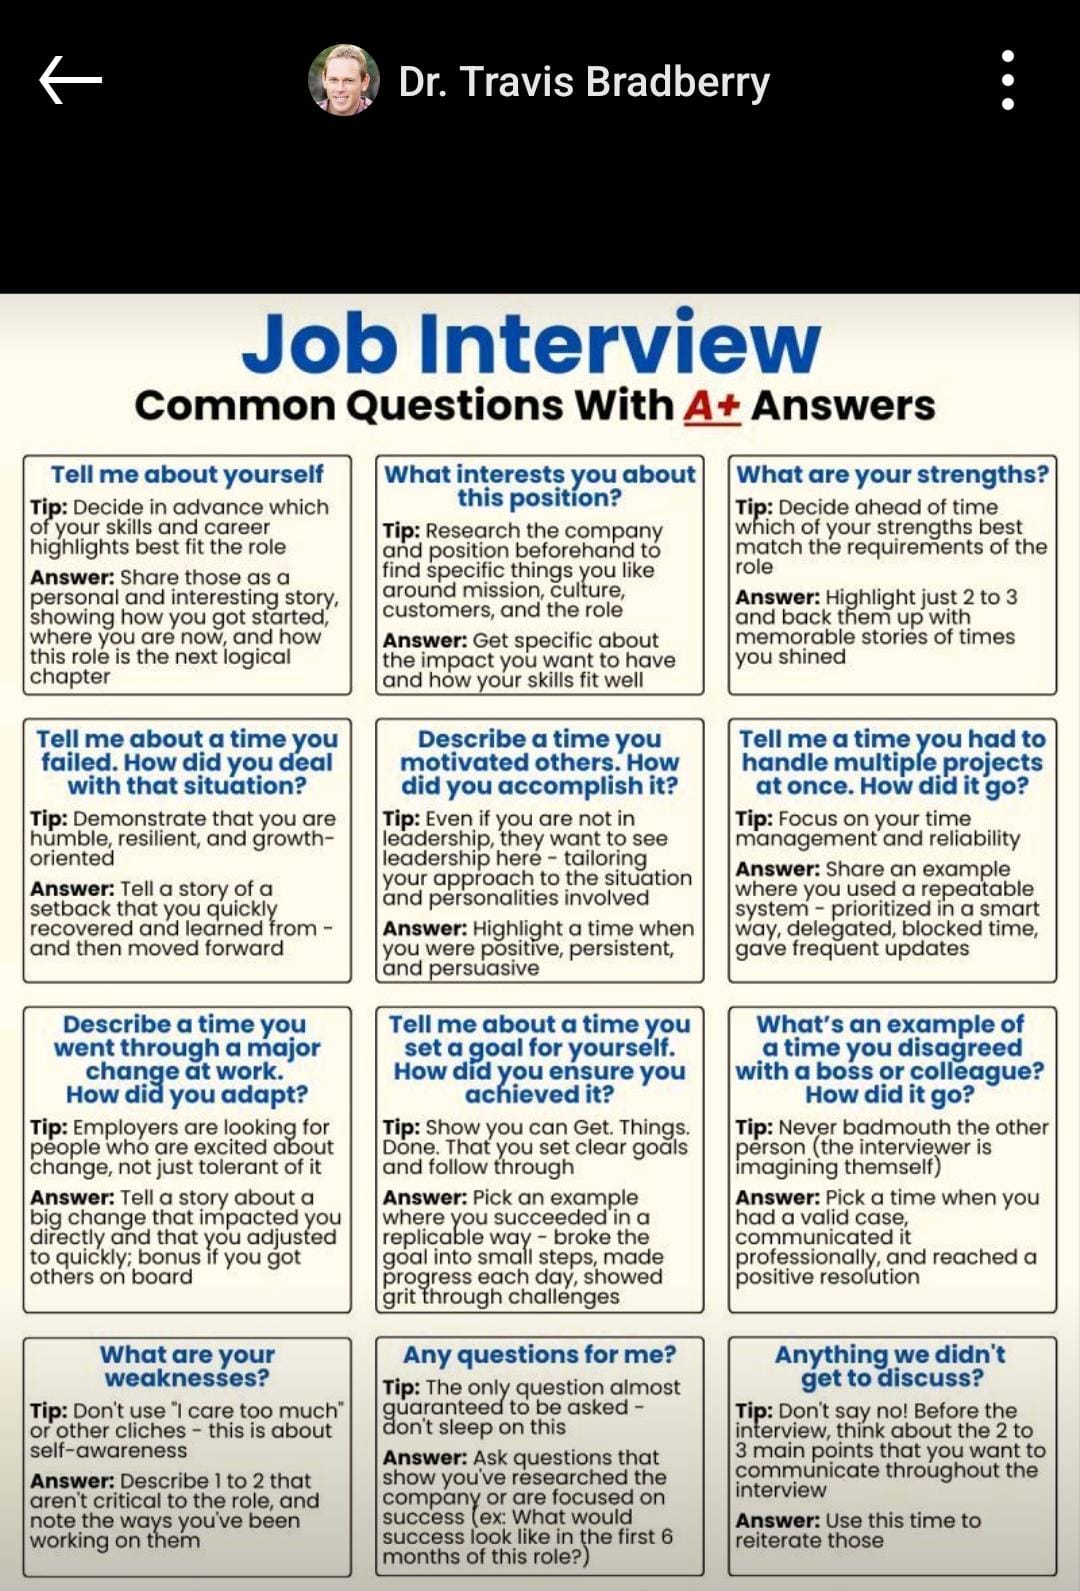 Dr. Travis Bradberry
Job Interview
Common Questions With A+ Answers
Tell me about yourself
Tip: Decide in advance which
of your skills and career
highlights best fit the role
Answer: Share those as a
personal and interesting story,
showing how you got started,
where you are now, and how
this role is the next logical
chapter
What interests you about
this position?
Tip: Research the company
and position beforehand to
find specific things you like
around mission, culture,
customers, and the role
Answer: Get specific about
the impact you want to have
and how your skills fit well
What are your strengths?
Tip: Decide ahead of time
which of your strengths best
match the requirements of the
role
Answer: Highlight just 2 to 3
and back them up with
memorable stories of times
you shined
Tell me about a time you
failed. How did you deal
with that situation?
Tip: Demonstrate that you are
humble, resilient, and growth-
oriented
Answer: Tell a story of a
setback that you quickly
recovered and learned from -
and then moved forward
Describe a time you
motivated others. How
did you accomplish it?
Tip: Even if you are not in
leadership, they want to see
leadership here - tailoring
your approach to the situation
and personalities involved
Answer: Highlight a time when
you were positive, persistent,
and persuasive
Tell me a time you had to
handle multiple projects
at once. How did it go?
Tip: Focus on your time
management and reliability
Answer: Share an example
where you used a repeatable
system - prioritized in a smart
way, delegated, blocked time,
gave frequent updates
Describe a time you
went through a major
change at work.
How did you adapt?
Tip: Employers are looking for
people who are excited about
change, not just tolerant of it
Answer: Tell a story about a
big change that impacted you
directly and that you adjusted
to quickly; bonus if you got
others on board
Tell me about a time you
set a goal for yourself.
How did you ensure you
achieved it?
Tip: Show you can Get. Things.
Done. That you set clear goals
and follow through
Answer: Pick an example
where you succeeded in a
replicable way - broke the
goal into small steps, made
progress each day, showed
grit through challenges
What's an example of
a time you disagreed
with a boss or colleague?
How did it go?
Tip: Never badmouth the other
person (the interviewer is
imagining themself)
Answer: Pick a time when you
had a valid case,
communicated it
professionally, and reached a
positive resolution
What are your
weaknesses?
Tip: Don't use "I care too much"
or other cliches - this is about
self-awareness
Answer: Describe 1 to 2 that
aren't critical to the role, and
note the ways you've been
working on them
Any questions for me?
Tip: The only question almost
guaranteed to be asked -
don't sleep on this
Answer: Ask questions that
show you've researched the
company or are focused on
success (ex: What would
success look like in the first 6
months of this role?)
Anything we didn't
get to discuss?
Tip: Don't say no! Before the
interview, think about the 2 to
3 main points that you want to
communicate throughout the
interview
Answer: Use this time to
reiterate those